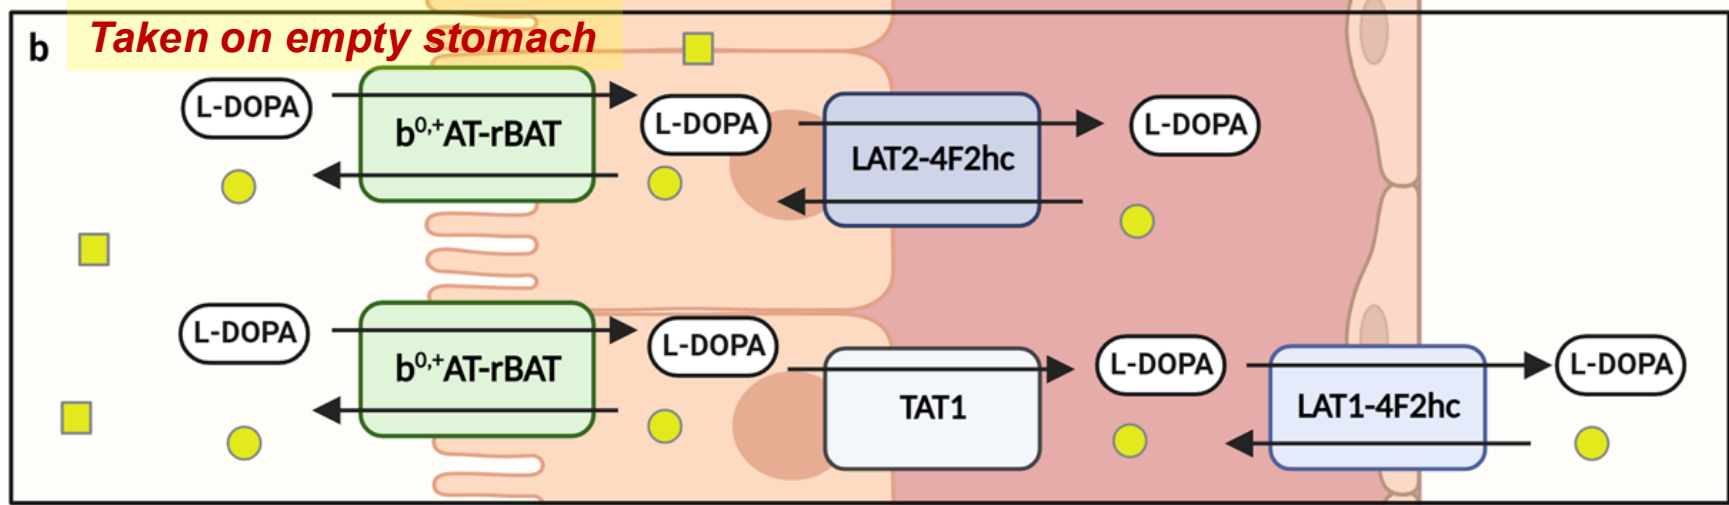 b
Taken on empty stomach
L-DOPA
b⁰,⁺AT-rBAT
L-DOPA
LAT2-4F2hc
L-DOPA
L-DOPA
b⁰,⁺AT-rBAT
L-DOPA
TAT1
L-DOPA
LAT1-4F2hc
L-DOPA